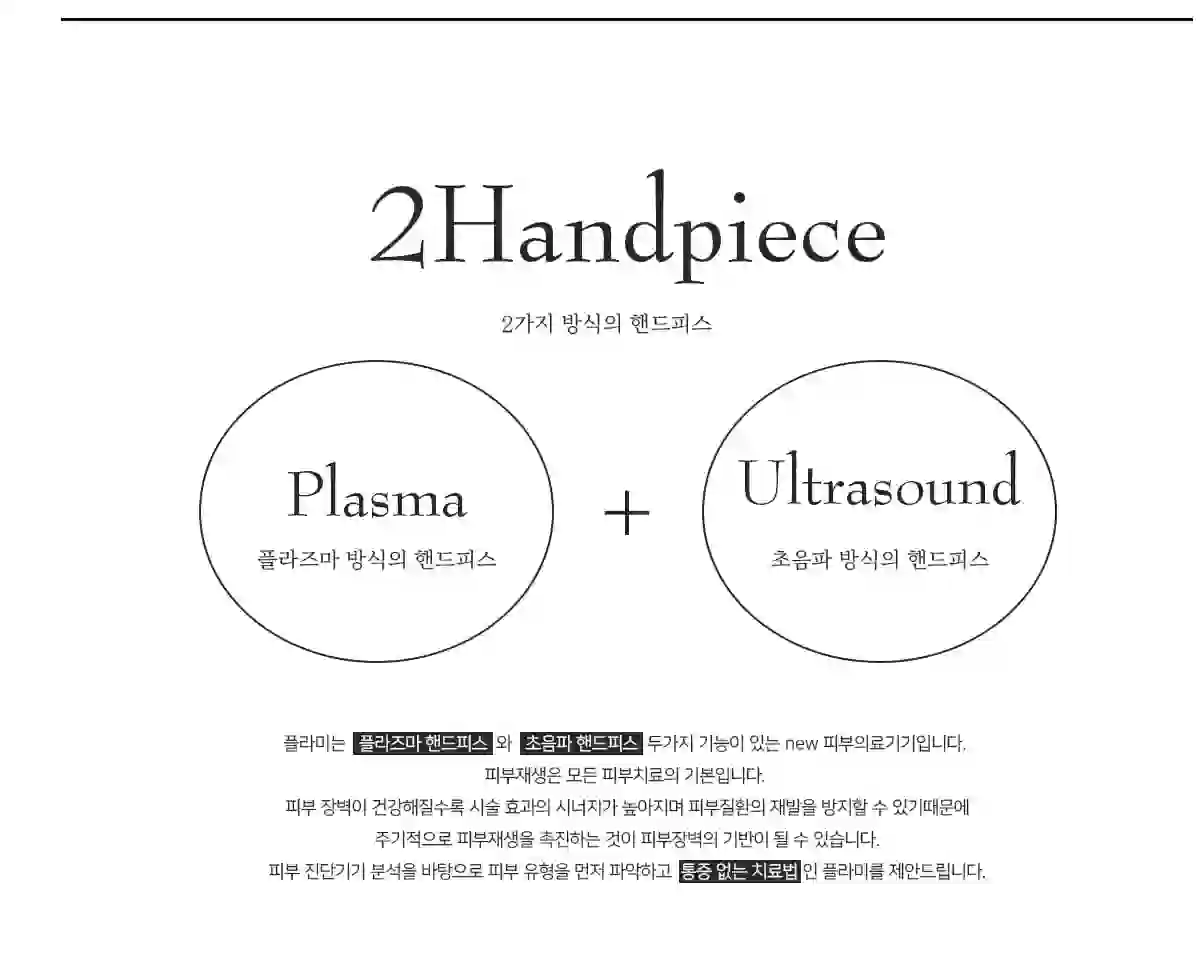 2Handpiece
2가지 방식의 핸드피스
Plasma
플라즈마 방식의 핸드피스
+
Ultrasound
초음파 방식의 핸드피스
플라미는 플라즈마 핸드피스 와 초음파 핸드피스 두가지 기능이 있는 new 피부의료기기입니다.
피부재생은 모든 피부치료의 기본입니다.
피부 장벽이 건강해질수록 시술 효과의 시너지가 높아지며 피부질환의 재발을 방지할 수 있기때문에
주기적으로 피부재생을 촉진하는 것이 피부장벽의 기반이 될 수 있습니다.
피부 진단기기 분석을 바탕으로 피부 유형을 먼저 파악하고 통증 없는 치료법 인 플라미를 제안드립니다.